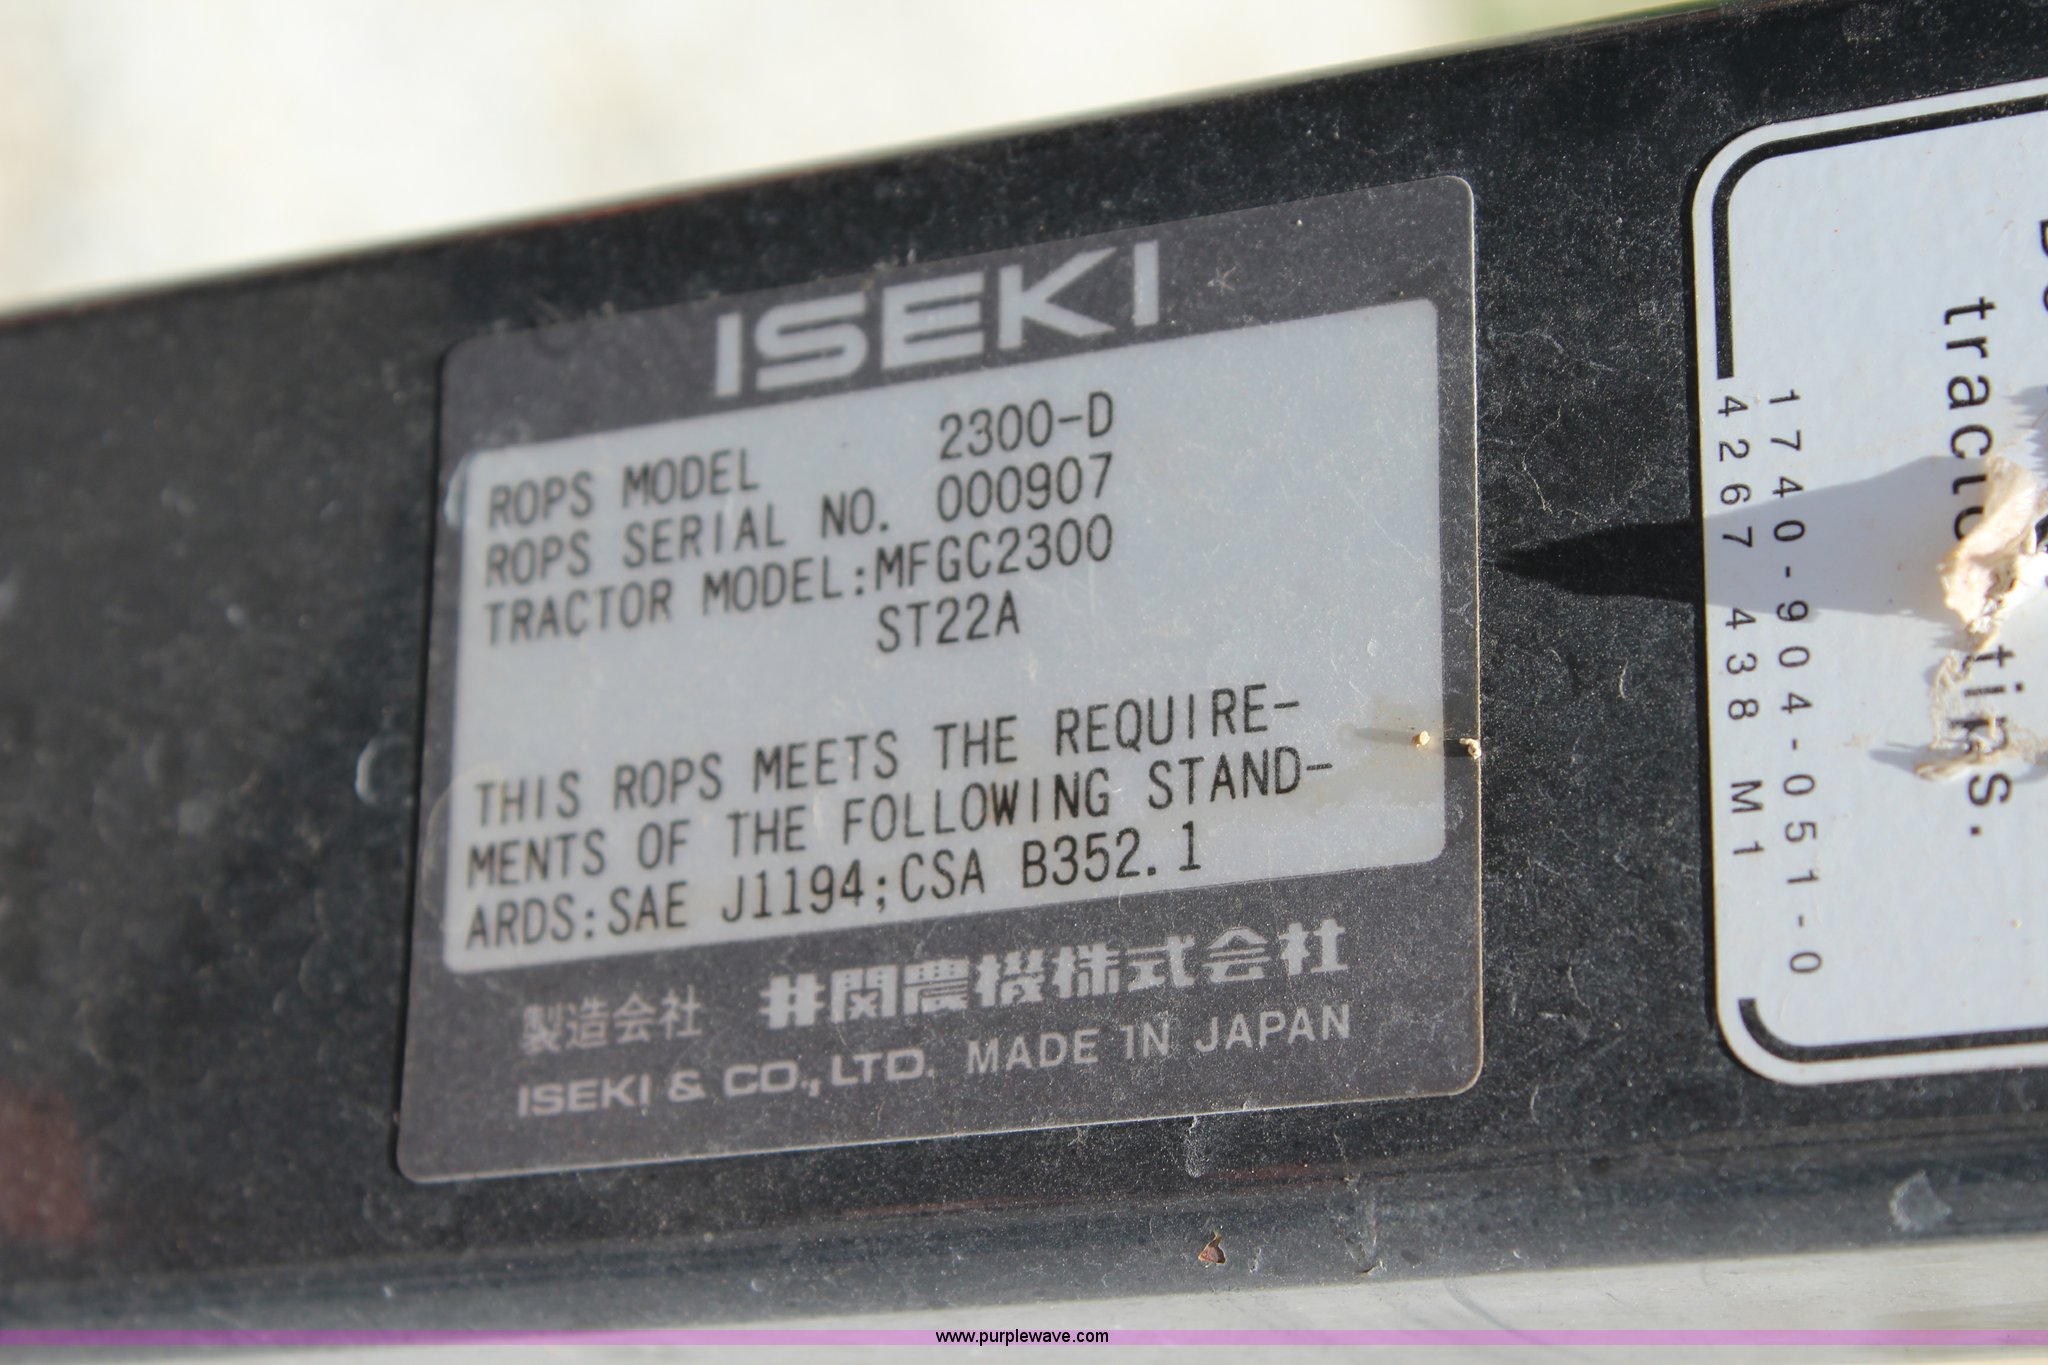 ISEKI
ROPS MODEL 2300-D
ROPS SERIAL NO. 000907
TRACTOR MODEL:MFGC2300
ST22A
THIS ROPS MEETS THE REQUIRE-
MENTS OF THE FOLLOWING STAND-
ARDS:SAE J1194;CSA B352.1
製造会社 井関農機株式会社
ISEKI & CO., LTD. MADE IN JAPAN
1740-904-051-0
4267 438 M1
www.purplewave.com